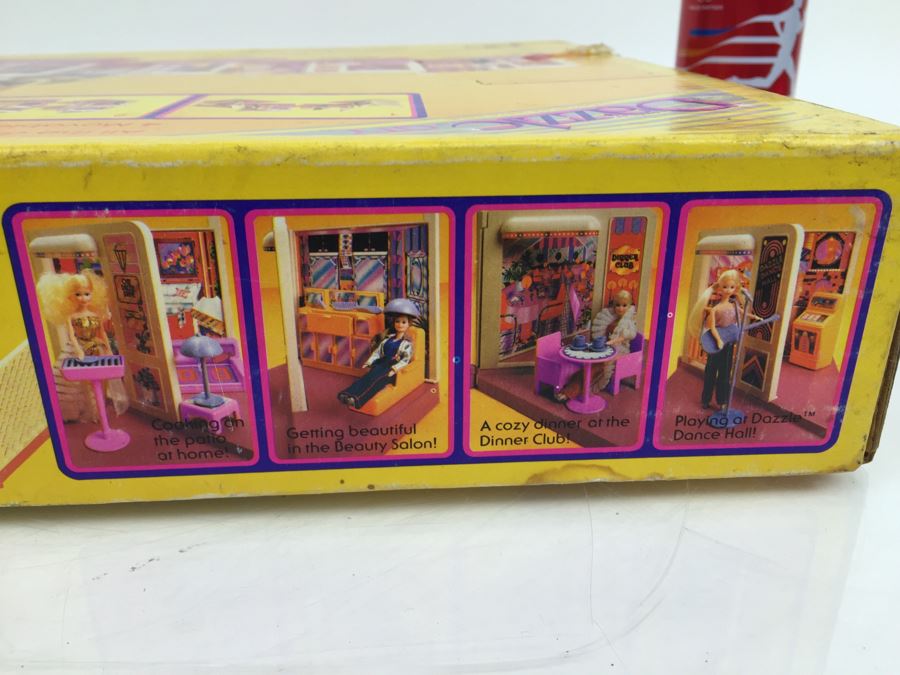 Dazzle
DINNER
CLUB
Cooking on
the patio
at home!
Getting beautiful
in the Beauty Salon!
A cozy dinner at the
Dinner Club!
Playing at Dazzle™
Dance Hall!